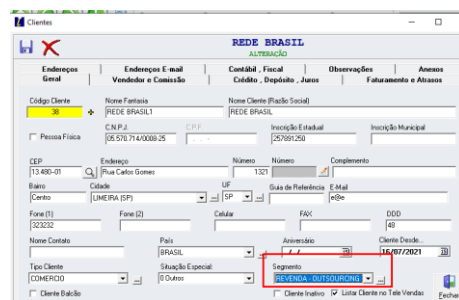 Clientes
REDE BRASIL
ALTERAÇÃO
Endereços Endereços E-mail Contábil , Fiscal Observações Anexos
Geral Vendedor e Comissão Crédito , Depósito , Juros Faturamento e Atrasos
Código Cliente Nome Fantasia Nome Cliente (Razão Social)
38 REDE BRASIL1 REDE BRASIL
Pessoa Física C.N.P.J. C.P.F. Inscrição Estadual Inscrição Municipal
05.570.714/0008-25 257891250
CEP Endereço Número Número Complemento
13.480-01 Rua Carlos Gomes 1321
Bairro Cidade UF Guia de Referência E-Mail
Centro LIMEIRA (SP) SP e@e
Fone (1) Fone (2) Celular FAX DDD
323232 48
Nome Contato País Aniversário Cliente Desde...
BRASIL / / 16/07/2021
Tipo Cliente Situação Especial: Segmento
COMERCIO 0 Outros REVENDA - OUTSOURCING
Cliente Balcão Cliente Inativo Listar Cliente no Tele Vendas Fechar